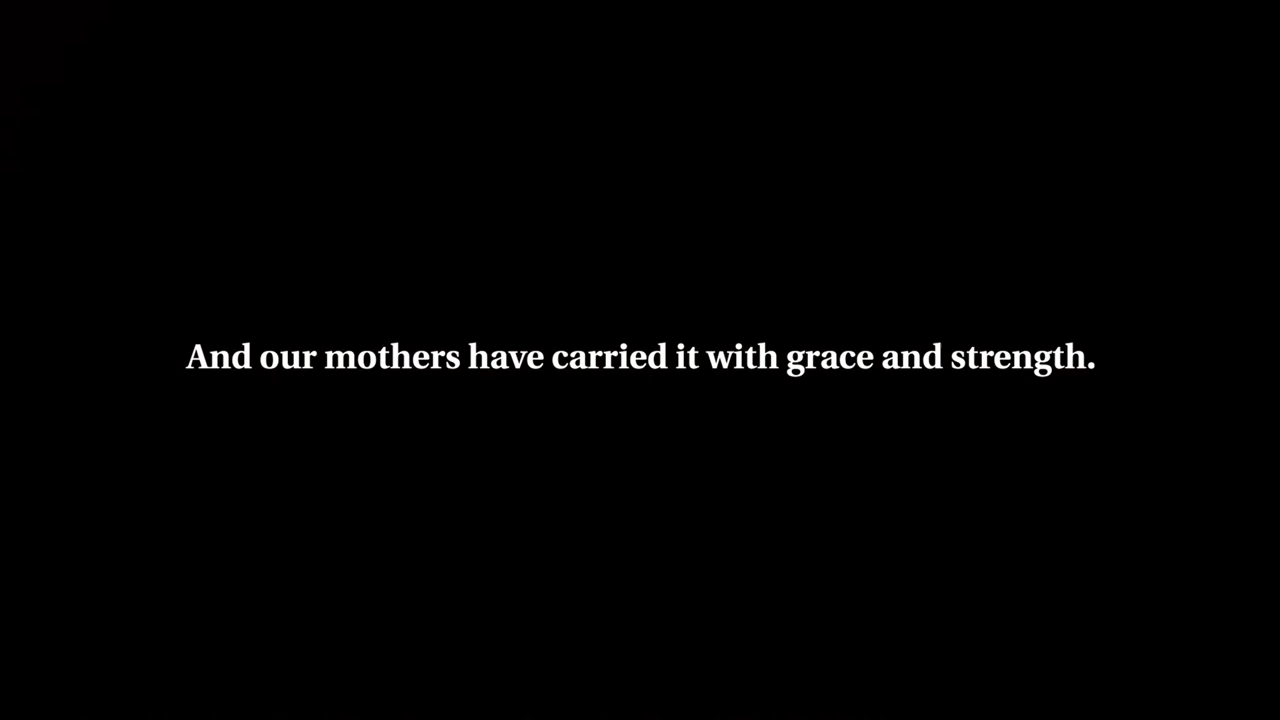 And our mothers have carried it with grace and strength.